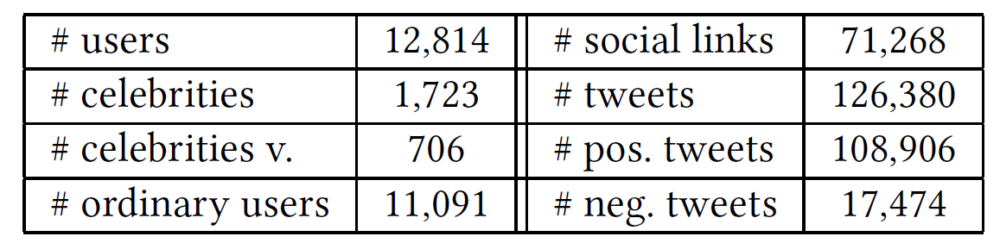 # users 12,814 # social links 71,268
# celebrities 1,723 # tweets 126,380
# celebrities v. 706 # pos. tweets 108,906
# ordinary users 11,091 # neg. tweets 17,474